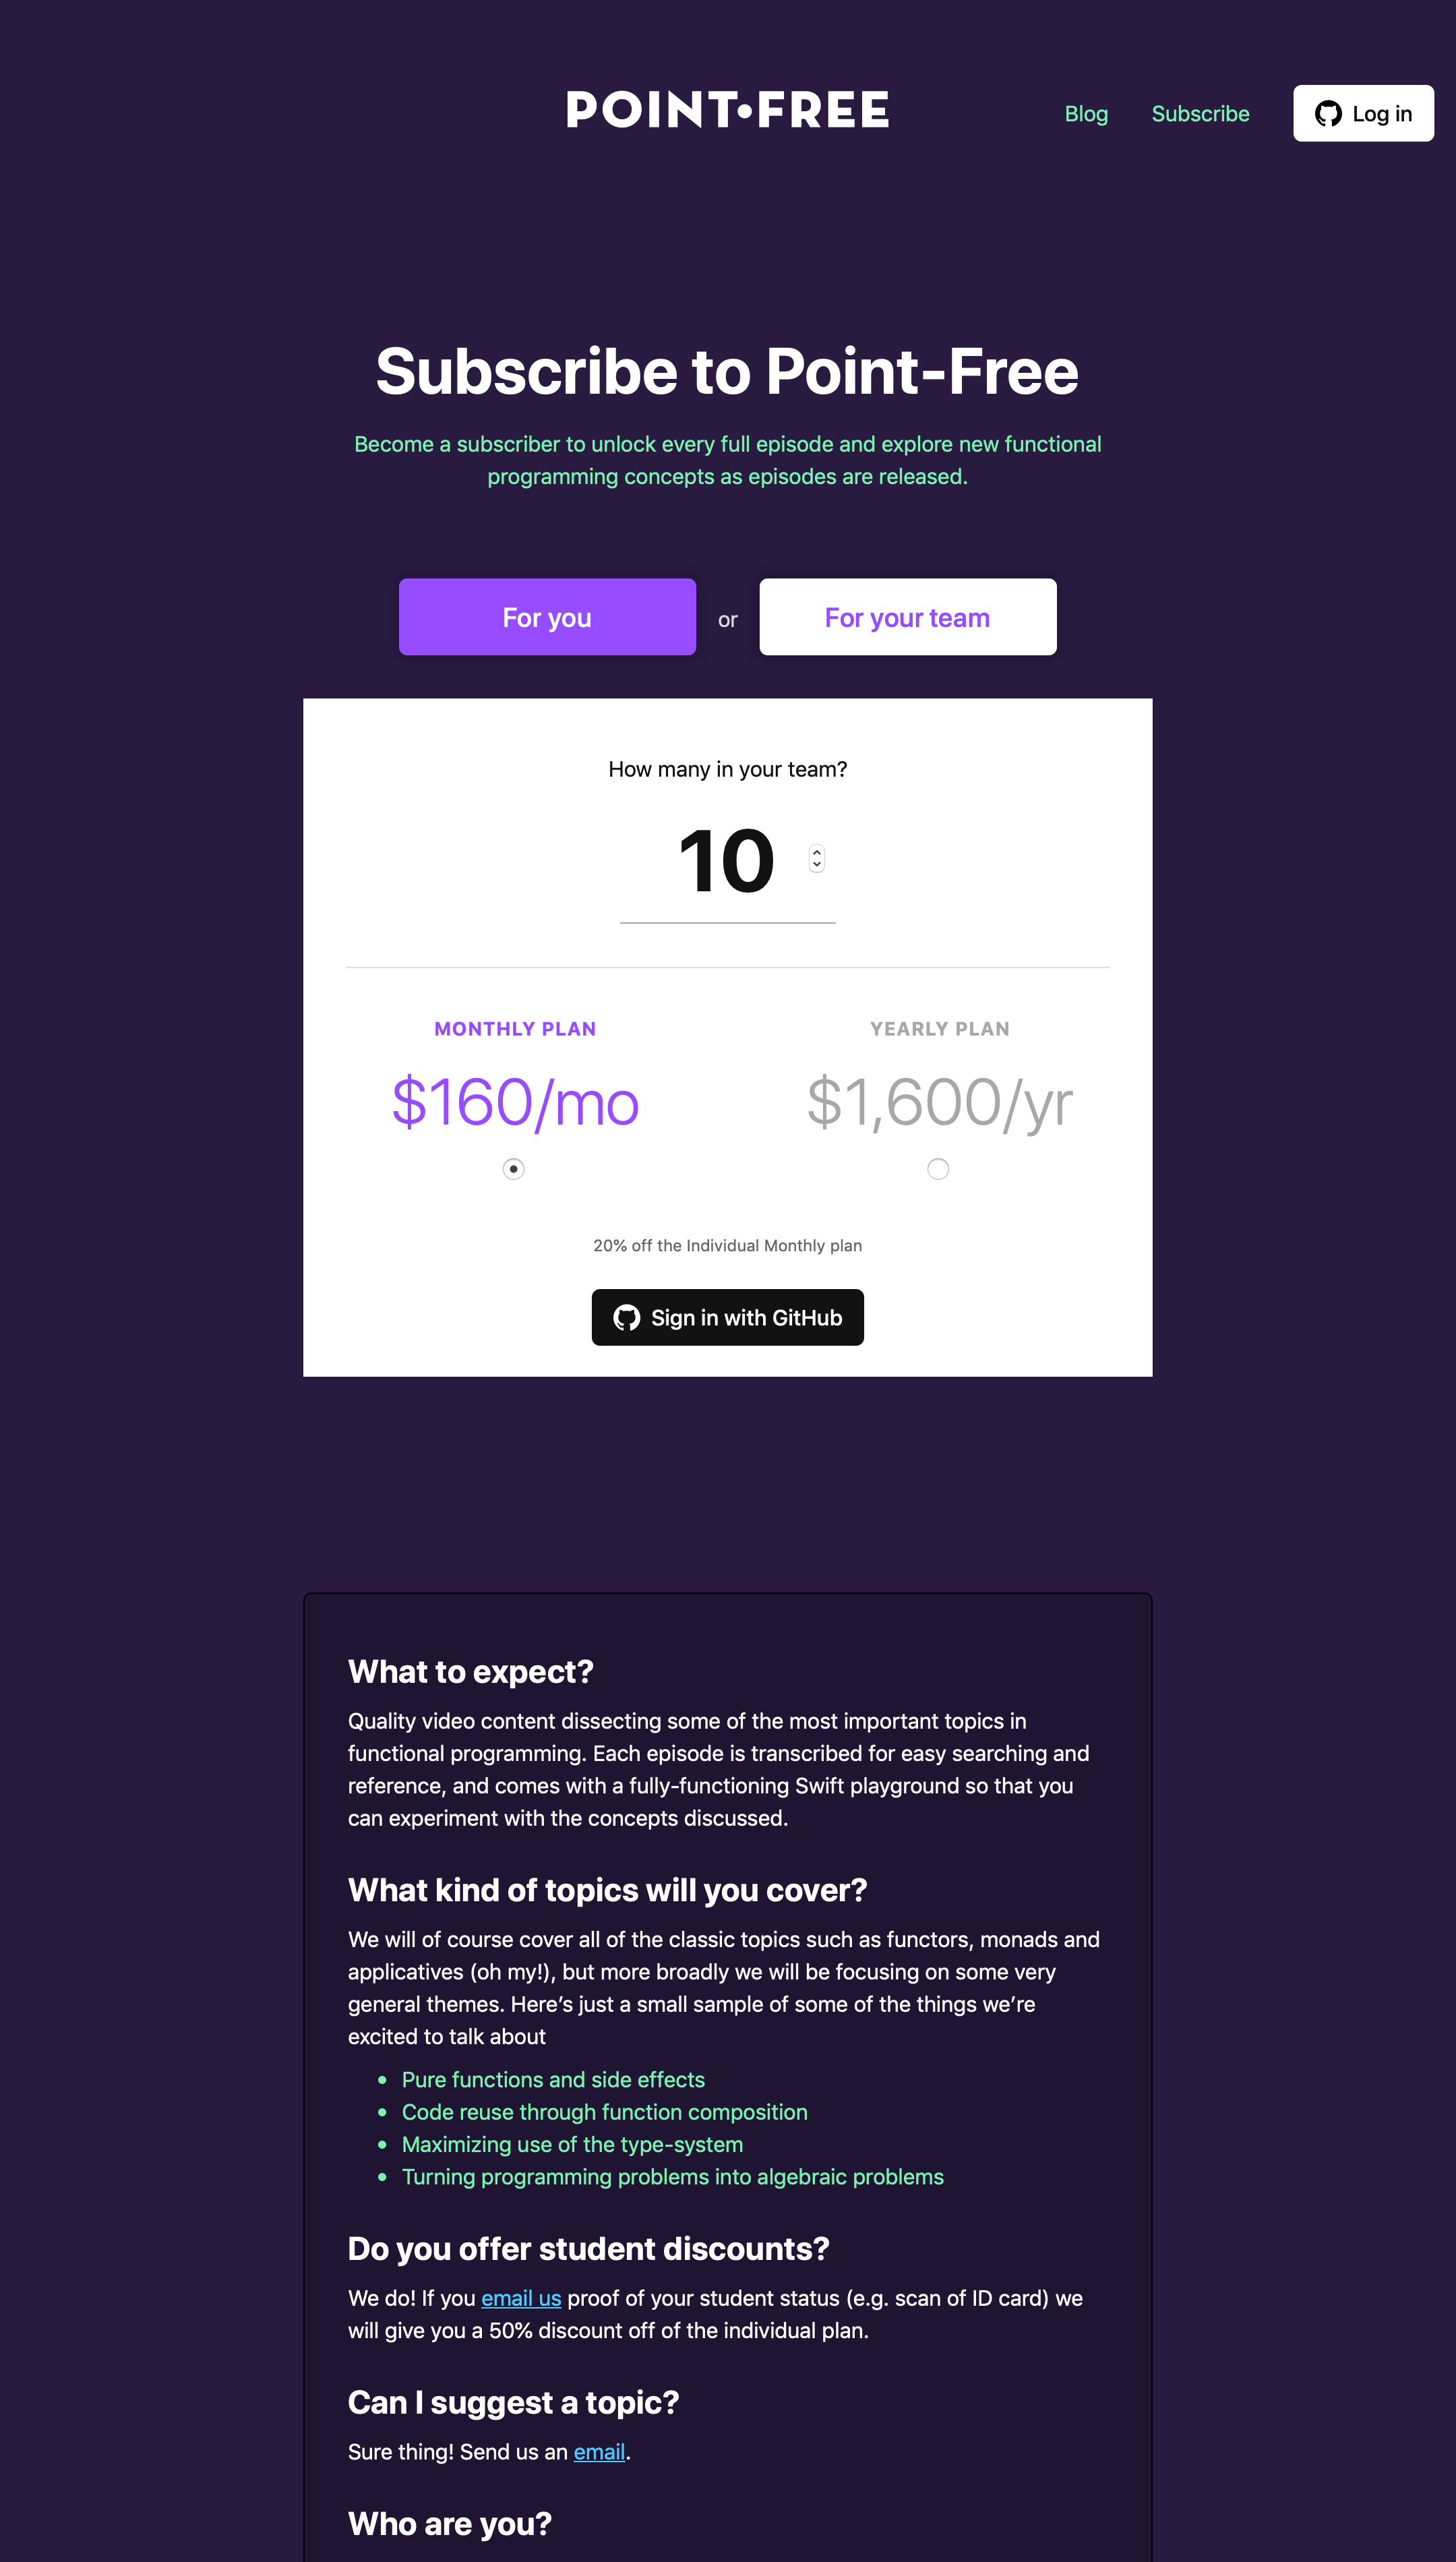 POINT•FREE
Blog
Subscribe
Log in
Subscribe to Point-Free
Become a subscriber to unlock every full episode and explore new functional
programming concepts as episodes are released.
For you
or
For your team
How many in your team?
10
MONTHLY PLAN
$160/mo
YEARLY PLAN
$1,600/yr
20% off the Individual Monthly plan
Sign in with GitHub
What to expect?
Quality video content dissecting some of the most important topics in
functional programming. Each episode is transcribed for easy searching and
reference, and comes with a fully-functioning Swift playground so that you
can experiment with the concepts discussed.
What kind of topics will you cover?
We will of course cover all of the classic topics such as functors, monads and
applicatives (oh my!), but more broadly we will be focusing on some very
general themes. Here’s just a small sample of some of the things we’re
excited to talk about
• Pure functions and side effects
• Code reuse through function composition
• Maximizing use of the type-system
• Turning programming problems into algebraic problems
Do you offer student discounts?
We do! If you email us proof of your student status (e.g. scan of ID card) we
will give you a 50% discount off of the individual plan.
Can I suggest a topic?
Sure thing! Send us an email.
Who are you?